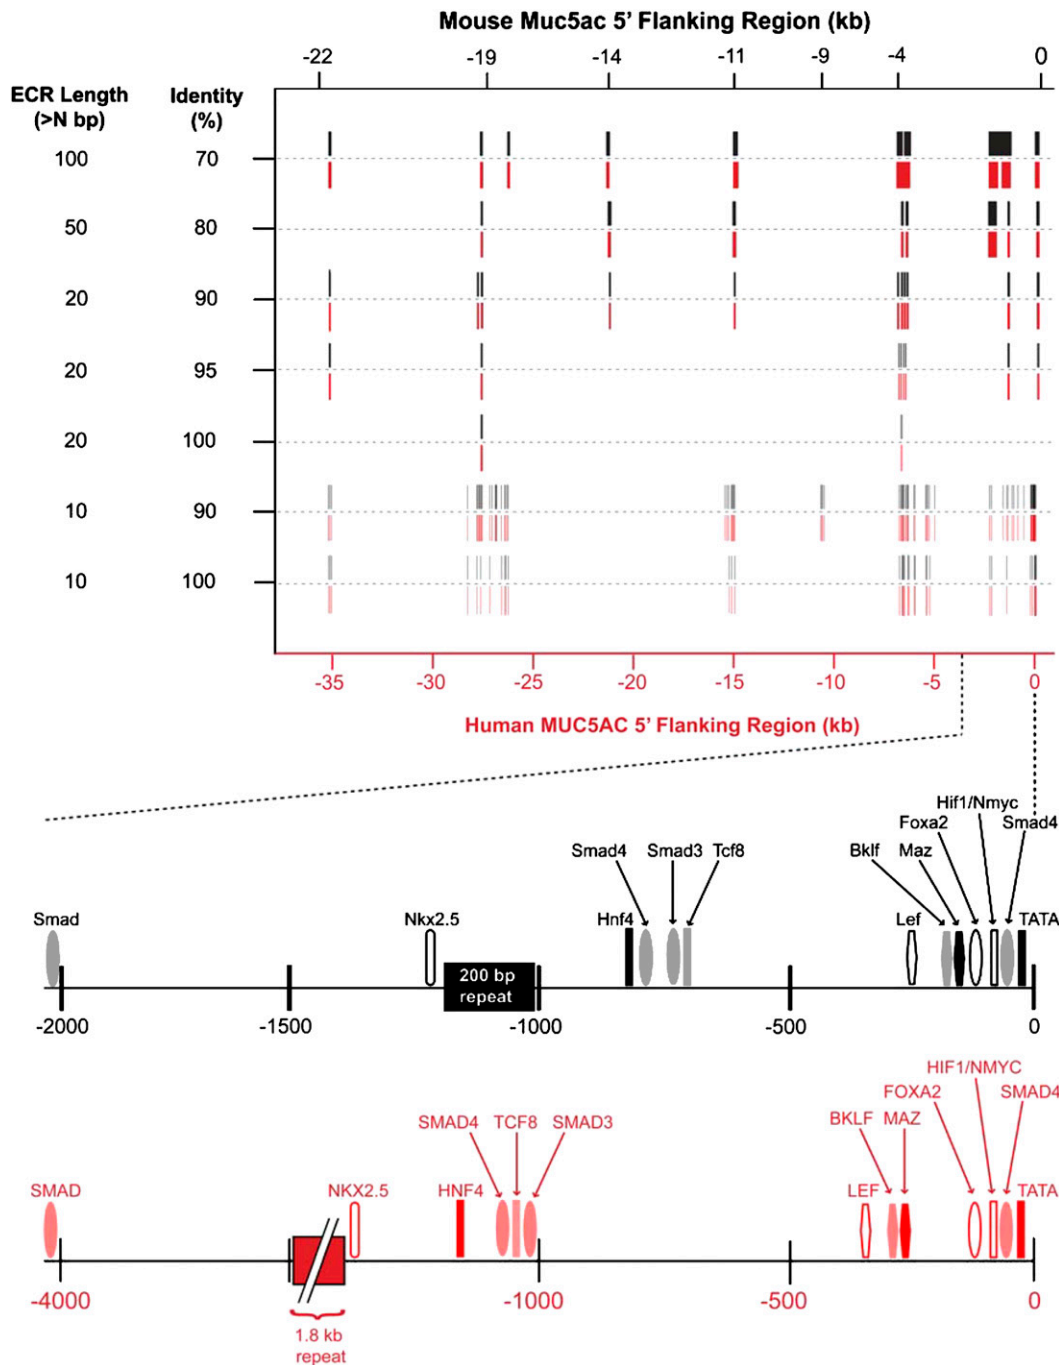 Mouse Muc5ac 5' Flanking Region (kb)
-22 -19 -14 -11 -9 -4 0
ECR Length Identity
(>N bp) (%)
100 70
50 80
20 90
20 95
20 100
10 90
10 100
-35 -30 -25 -20 -15 -10 -5 0
Human MUC5AC 5' Flanking Region (kb)
Hif1/Nmyc
Foxa2 Smad4
Smad4 Smad3 Tcf8 Bklf Maz
Smad Nkx2.5 Hnf4 Lef TATA
200 bp
repeat
-2000 -1500 -1000 -500 0
HIF1/NMYC
FOXA2 SMAD4
SMAD4 TCF8 SMAD3 BKLF MAZ
SMAD NKX2.5 HNF4 LEF TATA
-4000 -1000 -500 0
1.8 kb
repeat